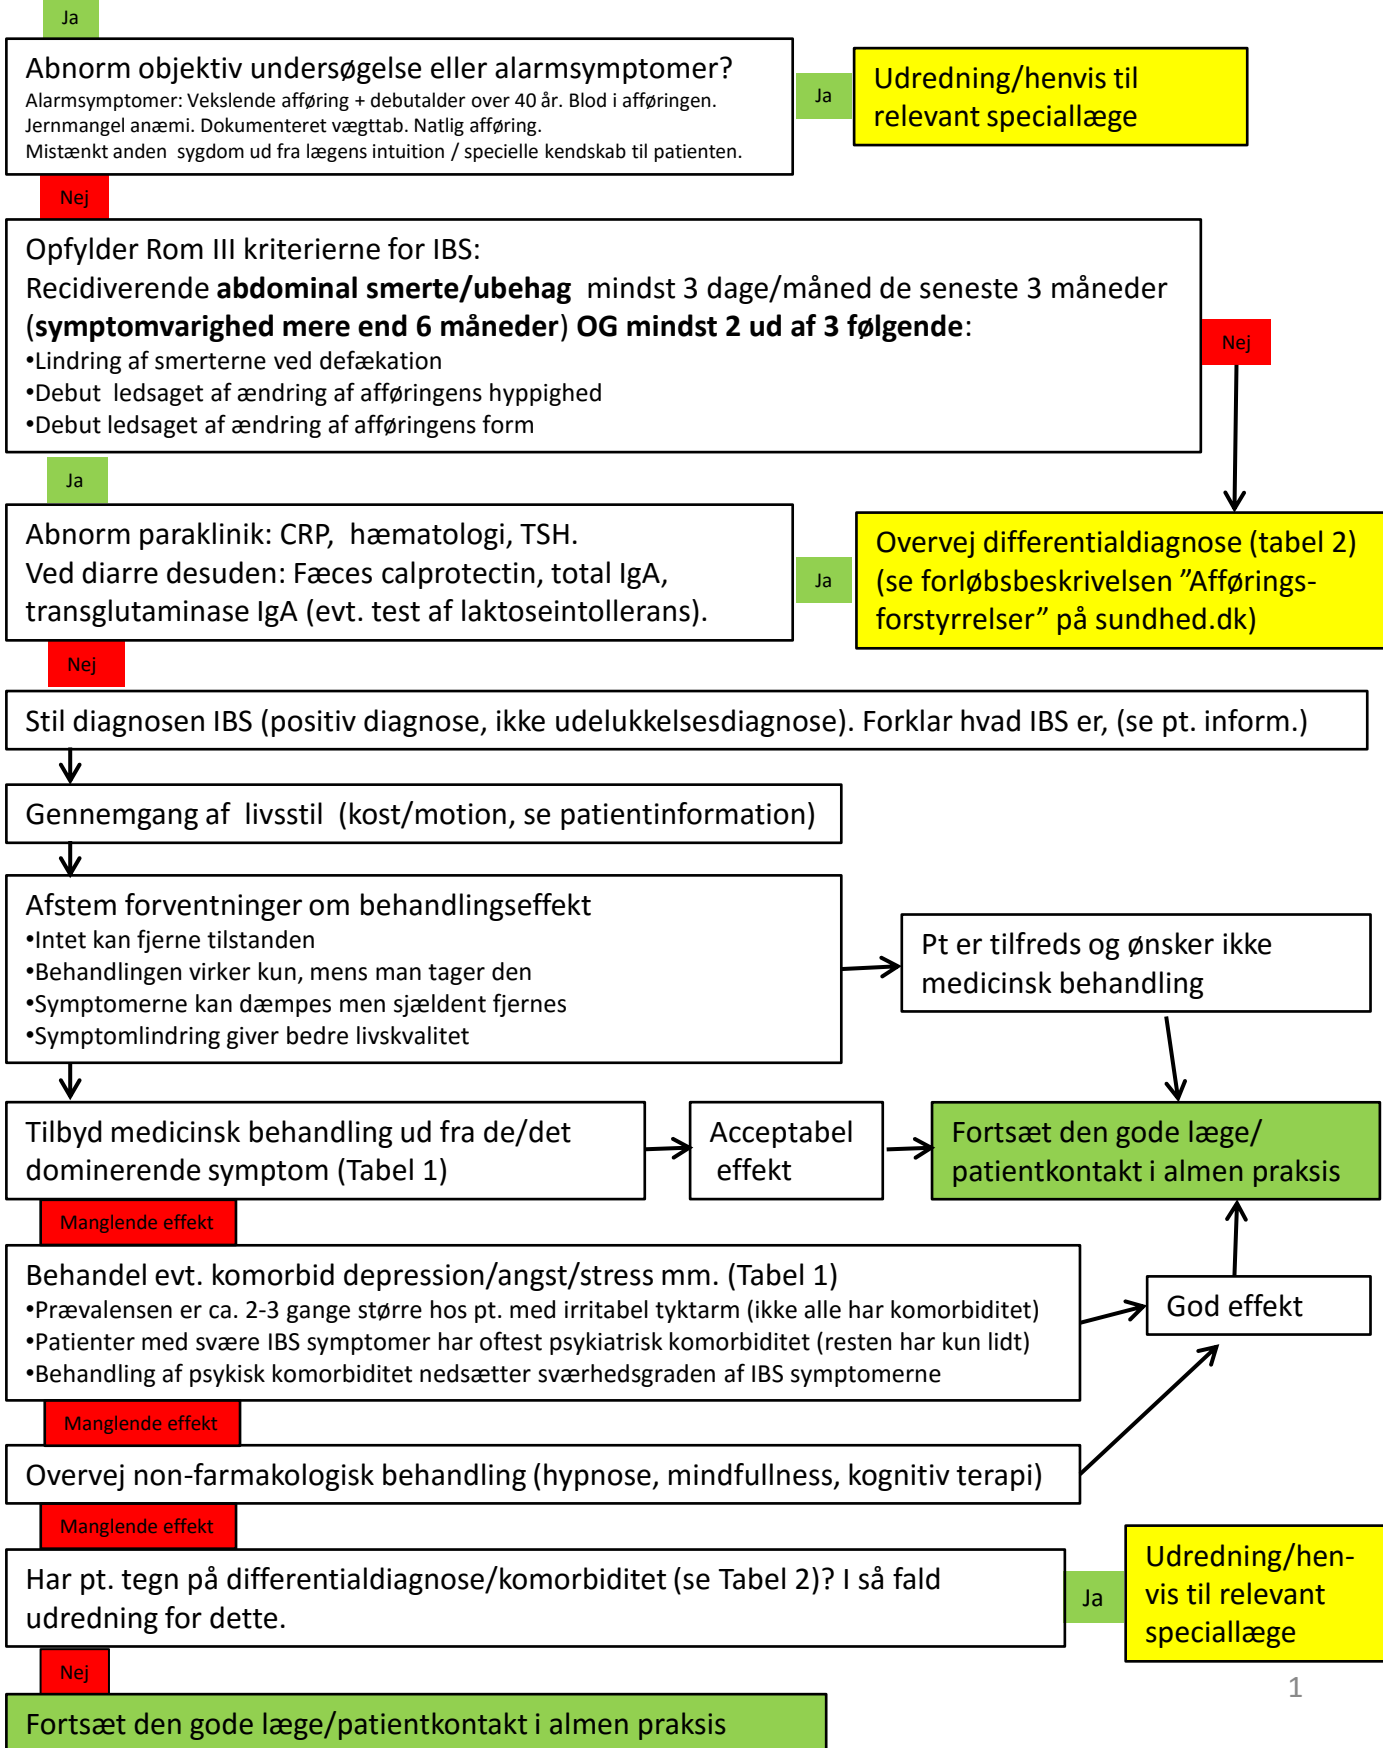 Ja
Abnorm objektiv undersøgelse eller alarmsymptomer?
Alarmsymptomer: Vekslende afføring + debutalder over 40 år. Blod i afføringen.
Jernmangel anæmi. Dokumenteret vægttab. Natlig afføring.
Mistænkt anden sygdom ud fra lægens intuition / specielle kendskab til patienten.
Ja
Udredning/henvis til
relevant speciallæge
Nej
Opfylder Rom III kriterierne for IBS:
Recidiverende abdominal smerte/ubehag mindst 3 dage/måned de seneste 3 måneder
(symptomvarighed mere end 6 måneder) OG mindst 2 ud af 3 følgende:
•Lindring af smerterne ved defækation
•Debut ledsaget af ændring af afføringens hyppighed
•Debut ledsaget af ændring af afføringens form
Nej
Ja
Abnorm paraklinik: CRP, hæmatologi, TSH.
Ved diarre desuden: Fæces calprotectin, total IgA,
transglutaminase IgA (evt. test af laktoseintollerans).
Ja
Overvej differentialdiagnose (tabel 2)
(se forløbsbeskrivelsen ”Afførings-
forstyrrelser” på sundhed.dk)
Nej
Stil diagnosen IBS (positiv diagnose, ikke udelukkelsesdiagnose). Forklar hvad IBS er, (se pt. inform.)
Gennemgang af livsstil (kost/motion, se patientinformation)
Afstem forventninger om behandlingseffekt
•Intet kan fjerne tilstanden
•Behandlingen virker kun, mens man tager den
•Symptomerne kan dæmpes men sjældent fjernes
•Symptomlindring giver bedre livskvalitet
Pt er tilfreds og ønsker ikke
medicinsk behandling
Tilbyd medicinsk behandling ud fra de/det
dominerende symptom (Tabel 1)
Acceptabel
effekt
Fortsæt den gode læge/
patientkontakt i almen praksis
Manglende effekt
Behandel evt. komorbid depression/angst/stress mm. (Tabel 1)
•Prævalensen er ca. 2-3 gange større hos pt. med irritabel tyktarm (ikke alle har komorbiditet)
•Patienter med svære IBS symptomer har oftest psykiatrisk komorbiditet (resten har kun lidt)
•Behandling af psykisk komorbiditet nedsætter sværhedsgraden af IBS symptomerne
God effekt
Manglende effekt
Overvej non-farmakologisk behandling (hypnose, mindfullness, kognitiv terapi)
Manglende effekt
Har pt. tegn på differentialdiagnose/komorbiditet (se Tabel 2)? I så fald
udredning for dette.
Ja
Udredning/hen-
vis til relevant
speciallæge
Nej
1
Fortsæt den gode læge/patientkontakt i almen praksis